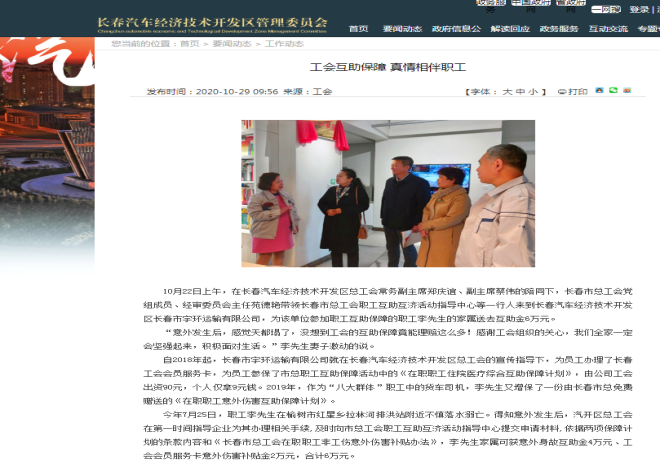 长春汽车经济技术开发区管理委员会
首页 要闻动态 政府信息公 解读回应 政务服务 互动交流 专题
登录
您当前的位置：首页 > 要闻动态 > 工作动态
工会互助保障 真情相伴职工
发布时间：2020-10-29 09:56 来源：工会 【字体：大 中 小】 打印
10月22日上午，在长春汽车经济技术开发区总工会常务副主席郑庆谊、副主席蔡伟的陪同下，长春市总工会党
组成员、经审委员会主任苑德艳带领长春市总工会职工互助互济活动指导中心等一行人来到长春汽车经济技术开发
区长春市宇环运输有限公司，为该单位参加职工互助保障的职工李先生的家属送去互助金6万元。
“意外发生后，感觉天都塌了，没想到工会的互助保障竟能理赔这么多！感谢工会组织的关心，我们全家一定
会坚强起来，积极面对生活。”李先生妻子激动的说。
自2018年起，长春市宇环运输有限公司就在长春汽车经济技术开发区总工会的宣传指导下，为员工办理了长春
工会会员服务卡，为员工参保了市总职工互助保障活动中的《在职职工住院医疗综合互助保障计划》，由公司工会
出资90元，个人仅拿9元钱。2019年，作为“八大群体”职工中的货车司机，李先生又增保了一份由长春市总免费
赠送的《在职职工意外伤害互助保障计划》。
今年7月25日，职工李先生在榆树市红星乡拉林河排洪站附近不慎落水溺亡。得知意外发生后，汽开区总工会
在第一时间指导企业为其办理相关手续,及时向市总工会职工互助互济活动指导中心提交申请材料,依据两项保障计
划的条款内容和《长春市总工会在职职工非工伤意外伤害补贴办法》，李先生家属可获意外身故互助金4万元、工
会会员服务卡意外伤害补贴金2万元，合计6万元。